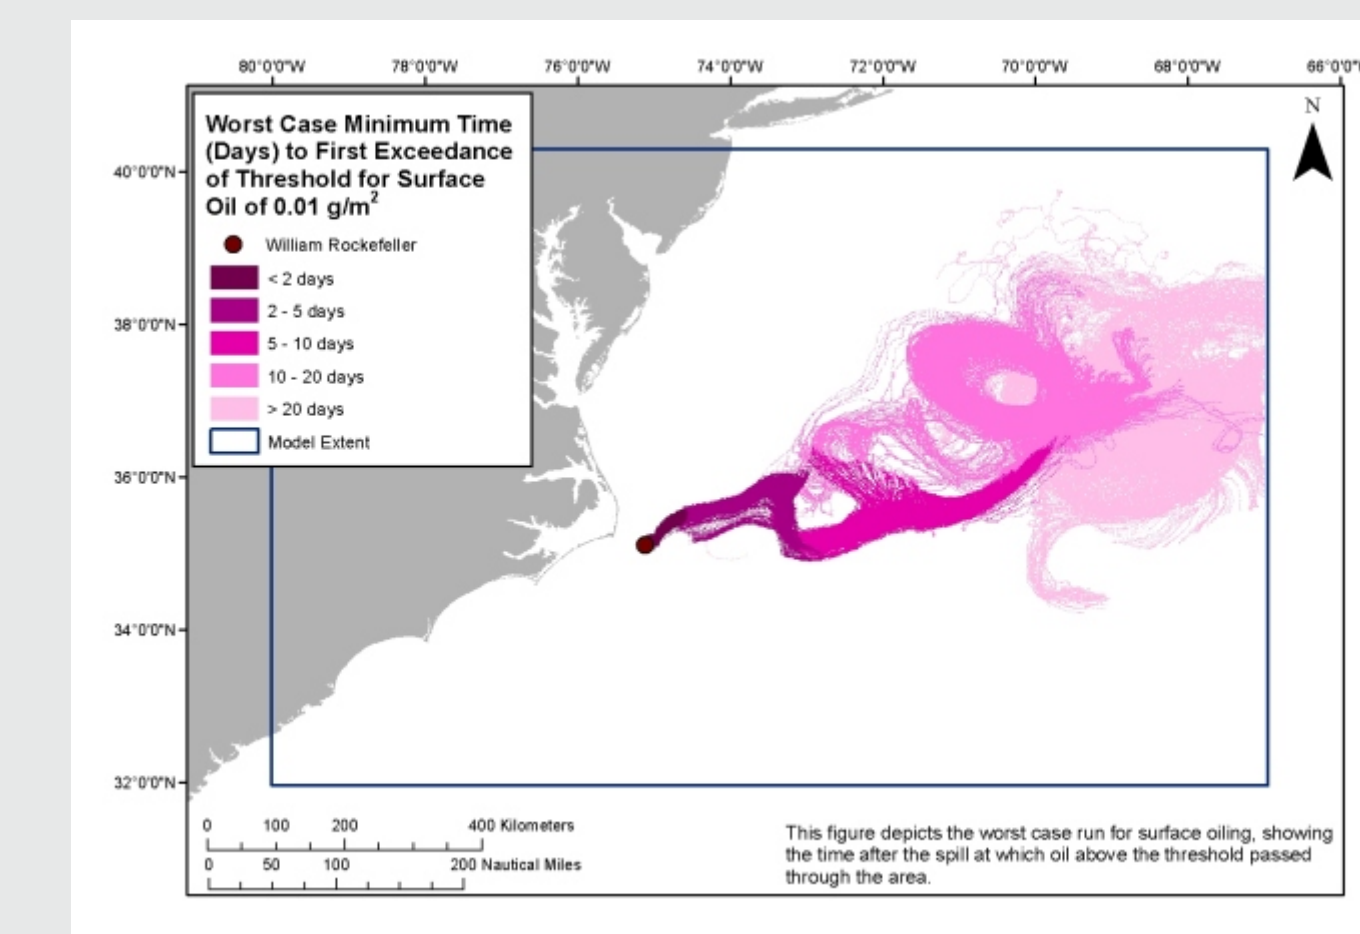 80°0'0"W 78°0'0"W 76°0'0"W 74°0'0"W 72°0'0"W 70°0'0"W 68°0'0"W 66°0'0"W
N
Worst Case Minimum Time
(Days) to First Exceedance
of Threshold for Surface
Oil of 0.01 g/m²
William Rockefeller
< 2 days
2 - 5 days
5 - 10 days
10 - 20 days
> 20 days
Model Extent
40°0'0"N
38°0'0"N
36°0'0"N
34°0'0"N
32°0'0"N
0 100 200 400 Kilometers
0 50 100 200 Nautical Miles
This figure depicts the worst case run for surface oiling, showing
the time after the spill at which oil above the threshold passed
through the area.